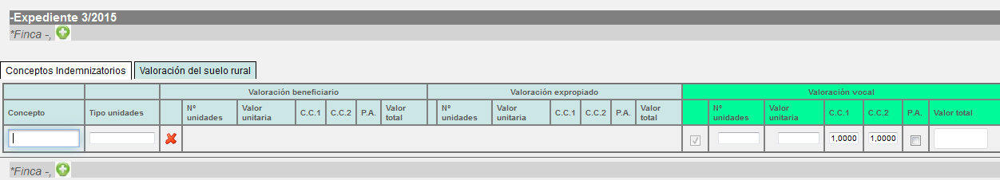 -Expediente 3/2015
*Finca -,
Conceptos Indemnizatorios Valoración del suelo rural
Valoración beneficiario Valoración expropiado Valoración vocal
Concepto Tipo unidades Nº unidades Valor unitaria C.C.1 C.C.2 P.A. Valor total Nº unidades Valor unitaria C.C.1 C.C.2 P.A. Valor total Nº unidades Valor unitaria C.C.1 C.C.2 P.A. Valor total
1,0000 1,0000
*Finca -,